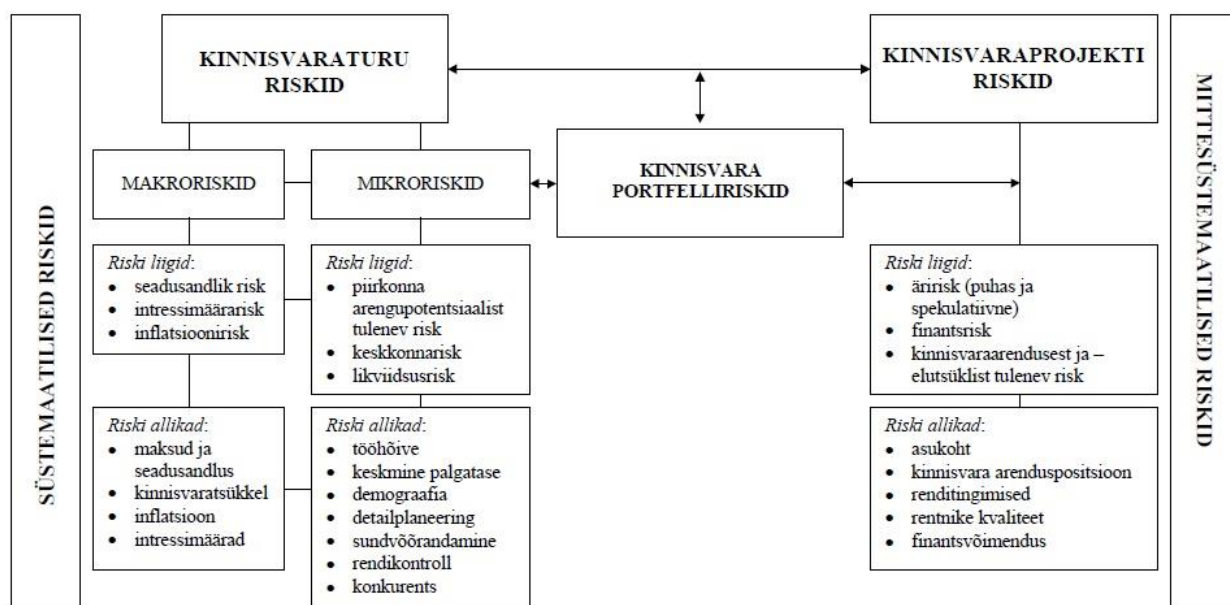 SÜSTEMAATILISED RISKID
KINNISVARATURU
RISKID
KINNISVARAPROJEKTI
RISKID
MAKRORISKID
MIKRORISKID
KINNISVARA
PORTFELLIRISKID
Riski liigid:
• seadusandlik risk
• intressimäärarisk
• inflatsioonirisk
Riski liigid:
• piirkonna
arengupotentsiaalist
tulenev risk
• keskkonnarisk
• likviidsusrisk
Riski liigid:
• äririsk (puhas ja
spekulatiivne)
• finantsrisk
• kinnisvaraarendusest ja –
elutsüklist tulenev risk
Riski allikad:
• maksud ja
seadusandlus
• kinnisvaratsükkel
• inflatsioon
• intressimäärad
Riski allikad:
• tööhõive
• keskmine palgatase
• demograafia
• detailplaneering
• sundvõõrandamine
• rendikontroll
• konkurents
Riski allikad:
• asukoht
• kinnisvara arenduspositsioon
• renditingimised
• rentnike kvaliteet
• finantsvõimendus
MITTESÜSTEMAATILISED RISKID